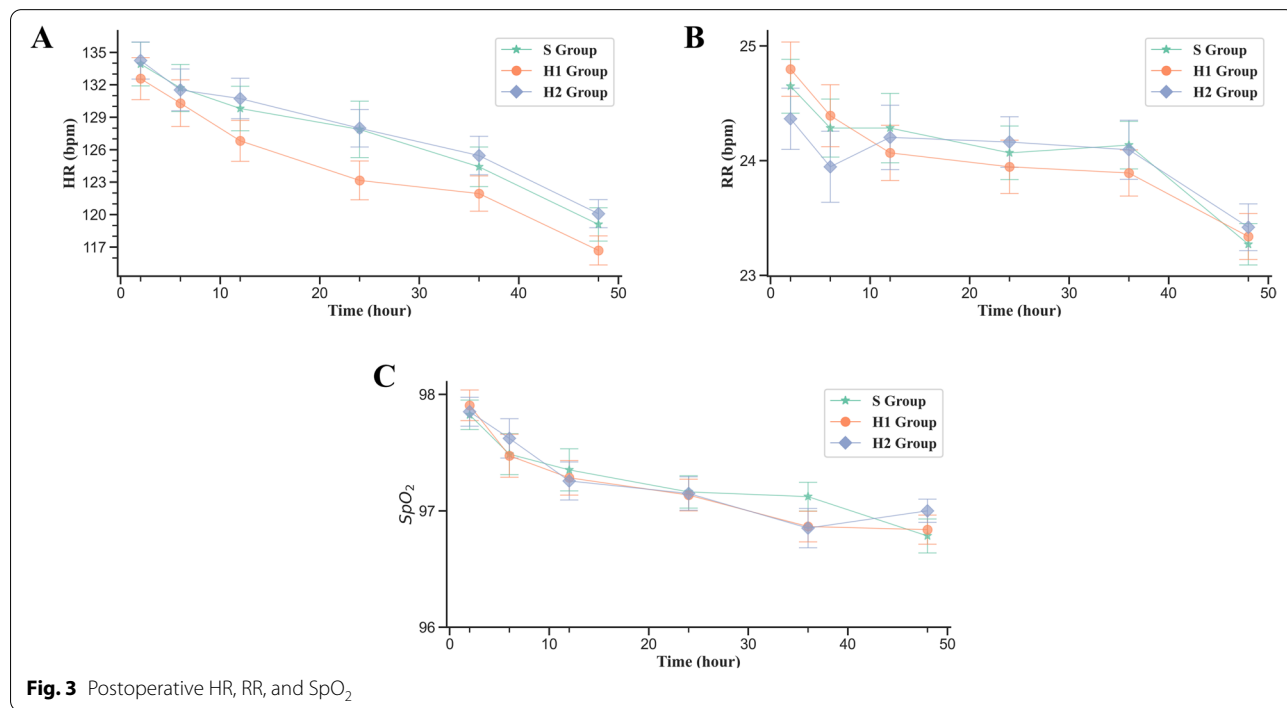 A
135
132
129
126
123
120
117
HR (bpm)
0 10 20 30 40 50
Time (hour)
S Group
H1 Group
H2 Group
B
25
24
23
RR (bpm)
0 10 20 30 40 50
Time (hour)
S Group
H1 Group
H2 Group
C
98
97
96
SpO₂
0 10 20 30 40 50
Time (hour)
S Group
H1 Group
H2 Group
Fig. 3 Postoperative HR, RR, and SpO₂